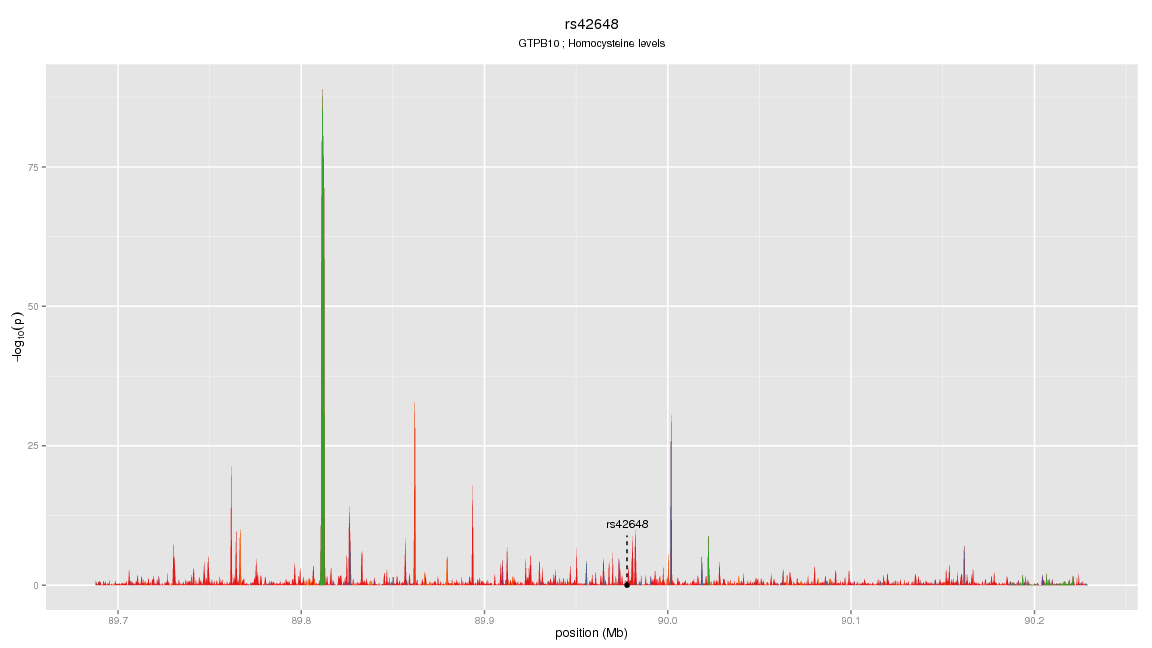 rs42648
GTPB10 ; Homocysteine levels
75
50
25
0
−log10(p)
rs42648
89.7 89.8 89.9 90.0 90.1 90.2
position (Mb)